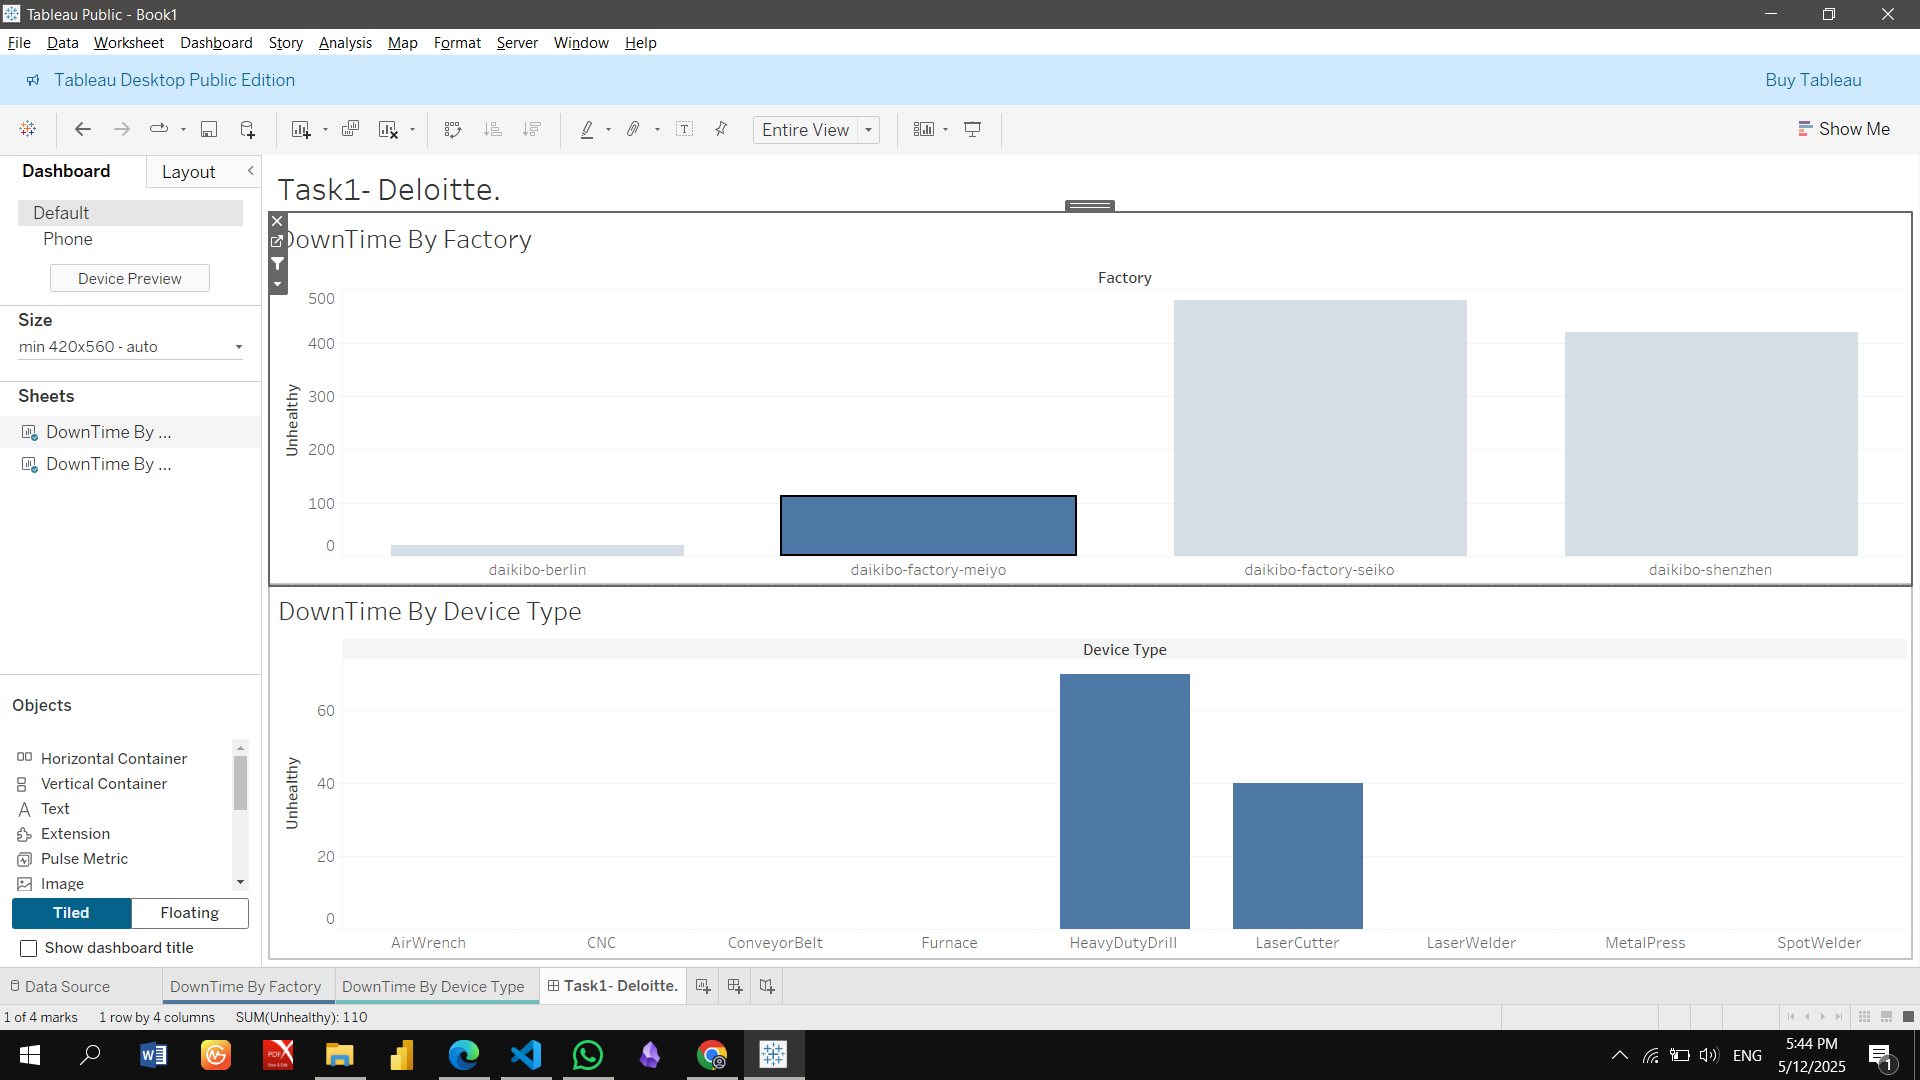 Tableau Public - Book1
File Data Worksheet Dashboard Story Analysis Map Format Server Window Help
Tableau Desktop Public Edition Buy Tableau
Entire View Show Me
Dashboard Layout
Default
Phone
Device Preview
Size
min 420x560 - auto
Sheets
DownTime By ...
DownTime By ...
Objects
Horizontal Container
Vertical Container
Text
Extension
Pulse Metric
Image
Tiled Floating
Show dashboard title
Task1- Deloitte.
DownTime By Factory
Factory
Unhealthy
500
400
300
200
100
0
daikibo-berlin daikibo-factory-meiyo daikibo-factory-seiko daikibo-shenzhen
DownTime By Device Type
Device Type
Unhealthy
60
40
20
0
AirWrench CNC ConveyorBelt Furnace HeavyDutyDrill LaserCutter LaserWelder MetalPress SpotWelder
Data Source DownTime By Factory DownTime By Device Type Task1- Deloitte.
1 of 4 marks 1 row by 4 columns SUM(Unhealthy): 110
W PDF X View & Edit ENG 5:44 PM
5/12/2025 1